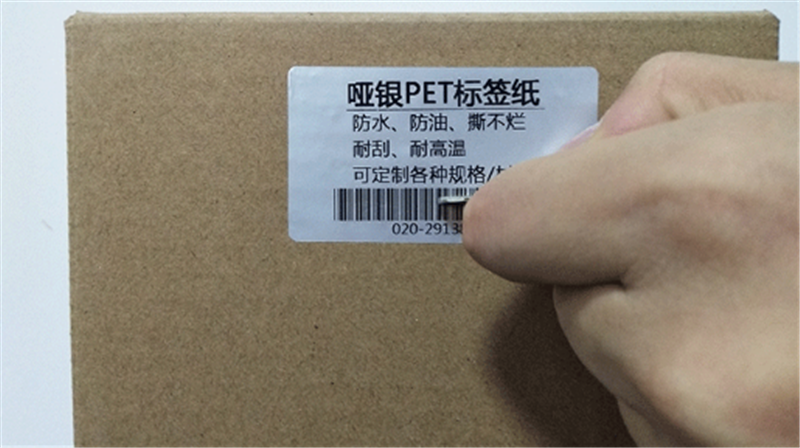 哑银PET标签纸
防水、防油、撕不烂
耐刮、耐高温
可定制各种规格/
020-2913